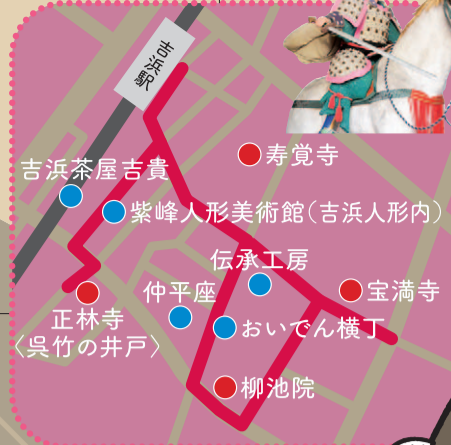 吉浜駅
寿覚寺
吉浜茶屋吉貴
紫峰人形美術館（吉浜人形内）
伝承工房
仲平座
宝満寺
正林寺
〈呉竹の井戸〉
おいでん横丁
柳池院